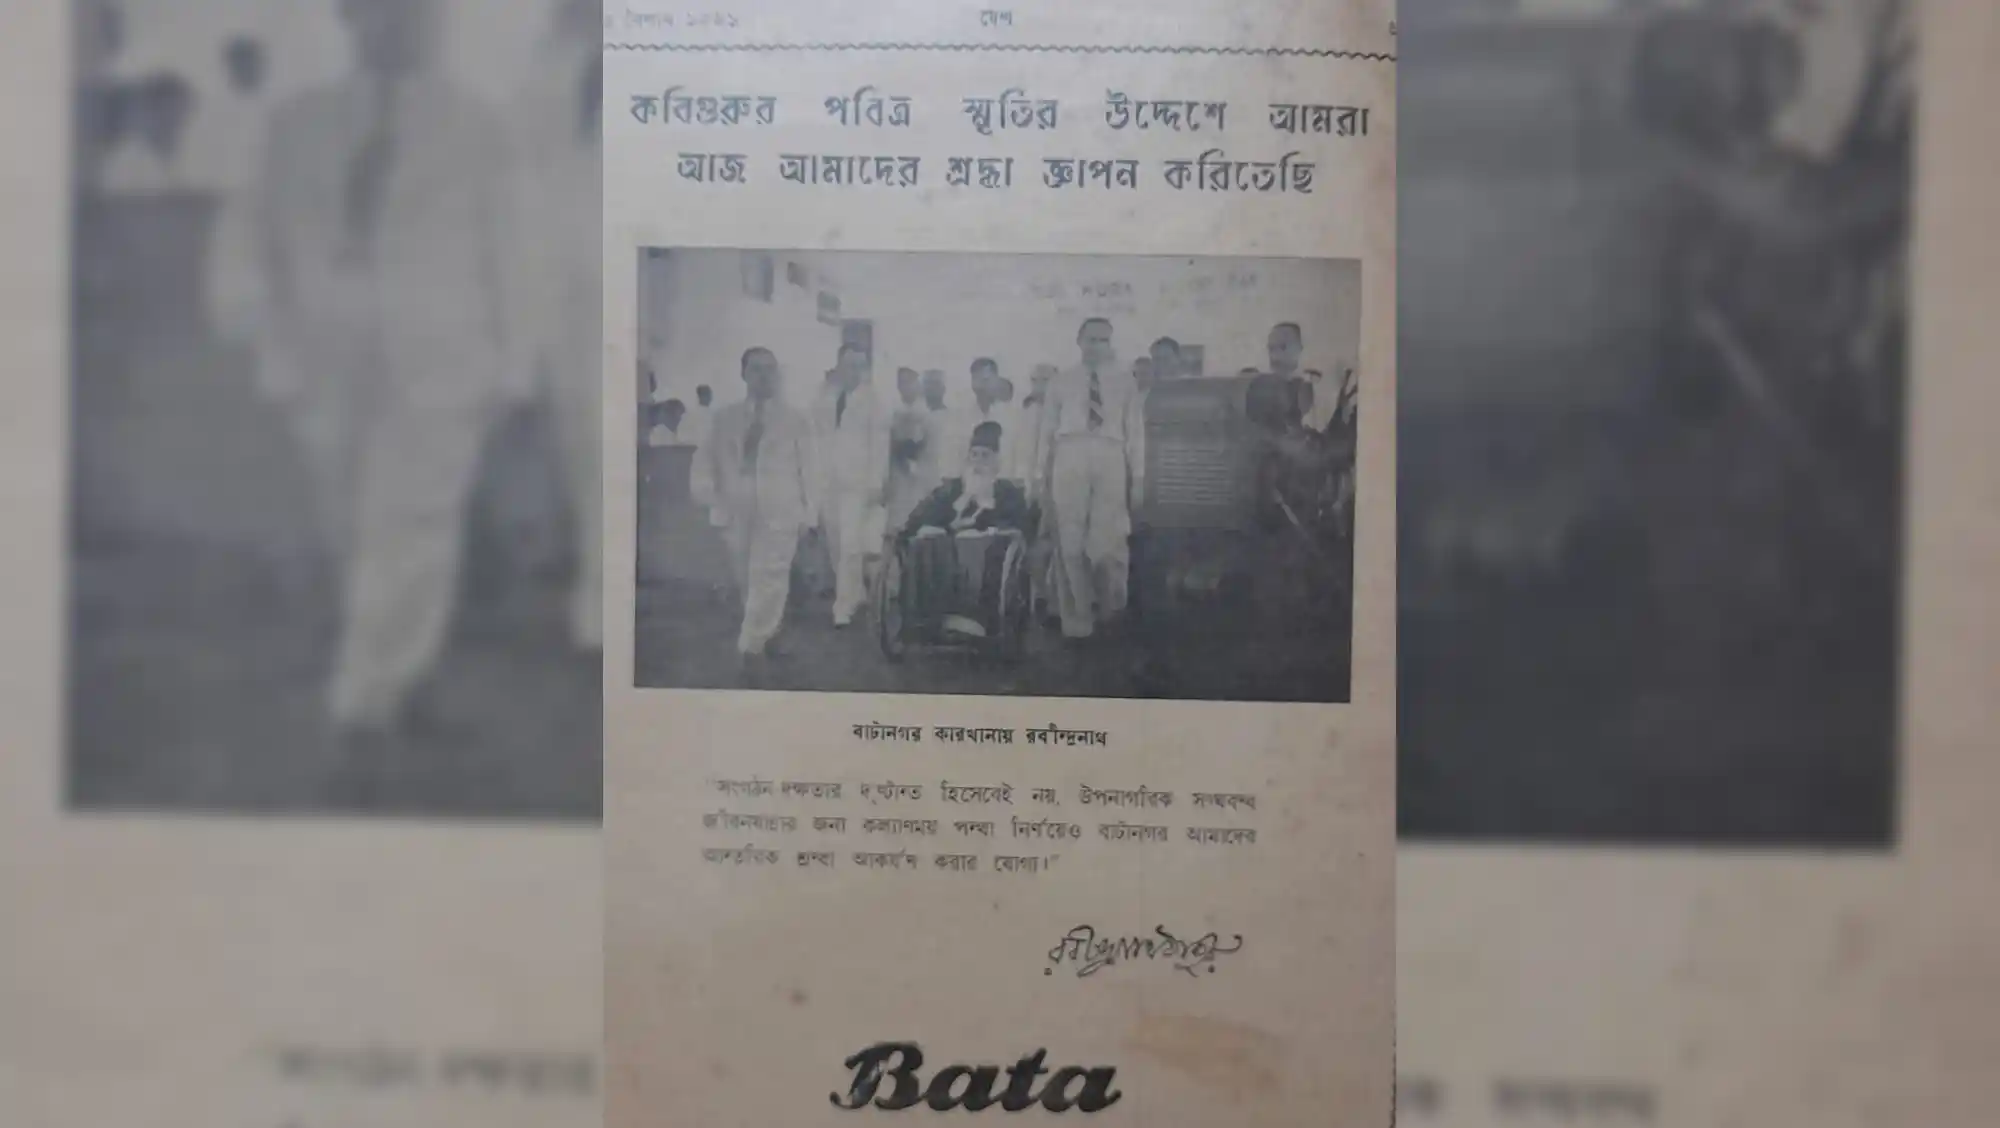 বৈশাখ ১৩৬১
দেশ
কবিগুরুর পবিত্র স্মৃতির উদ্দেশে আমরা
আজ আমাদের শ্রদ্ধা জ্ঞাপন করিতেছি
বাটানগর কারখানায় রবীন্দ্রনাথ
"সংগঠন দক্ষতার দৃষ্টান্ত হিসেবেই নয়, উপনাগরিক সংঘবদ্ধ
জীবনযাত্রার জন্য কল্যাণময় পন্থা নির্ণয়েও বাটানগর আমাদের
আন্তরিক শ্রদ্ধা আকর্ষণ করার যোগ্য।"
রবীন্দ্রনাথ ঠাকুর
Bata